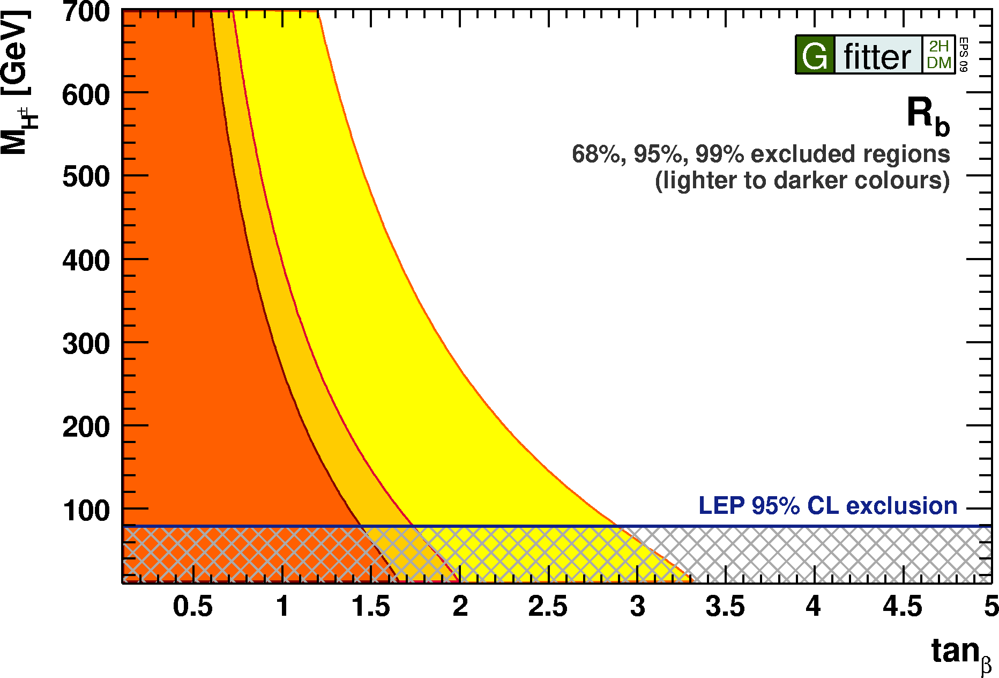 700
600
500
400
300
200
100
M_H± [GeV]
G fitter 2H DM EPS 09
R_b
68%, 95%, 99% excluded regions
(lighter to darker colours)
LEP 95% CL exclusion
0.5 1 1.5 2 2.5 3 3.5 4 4.5 5
tan_β